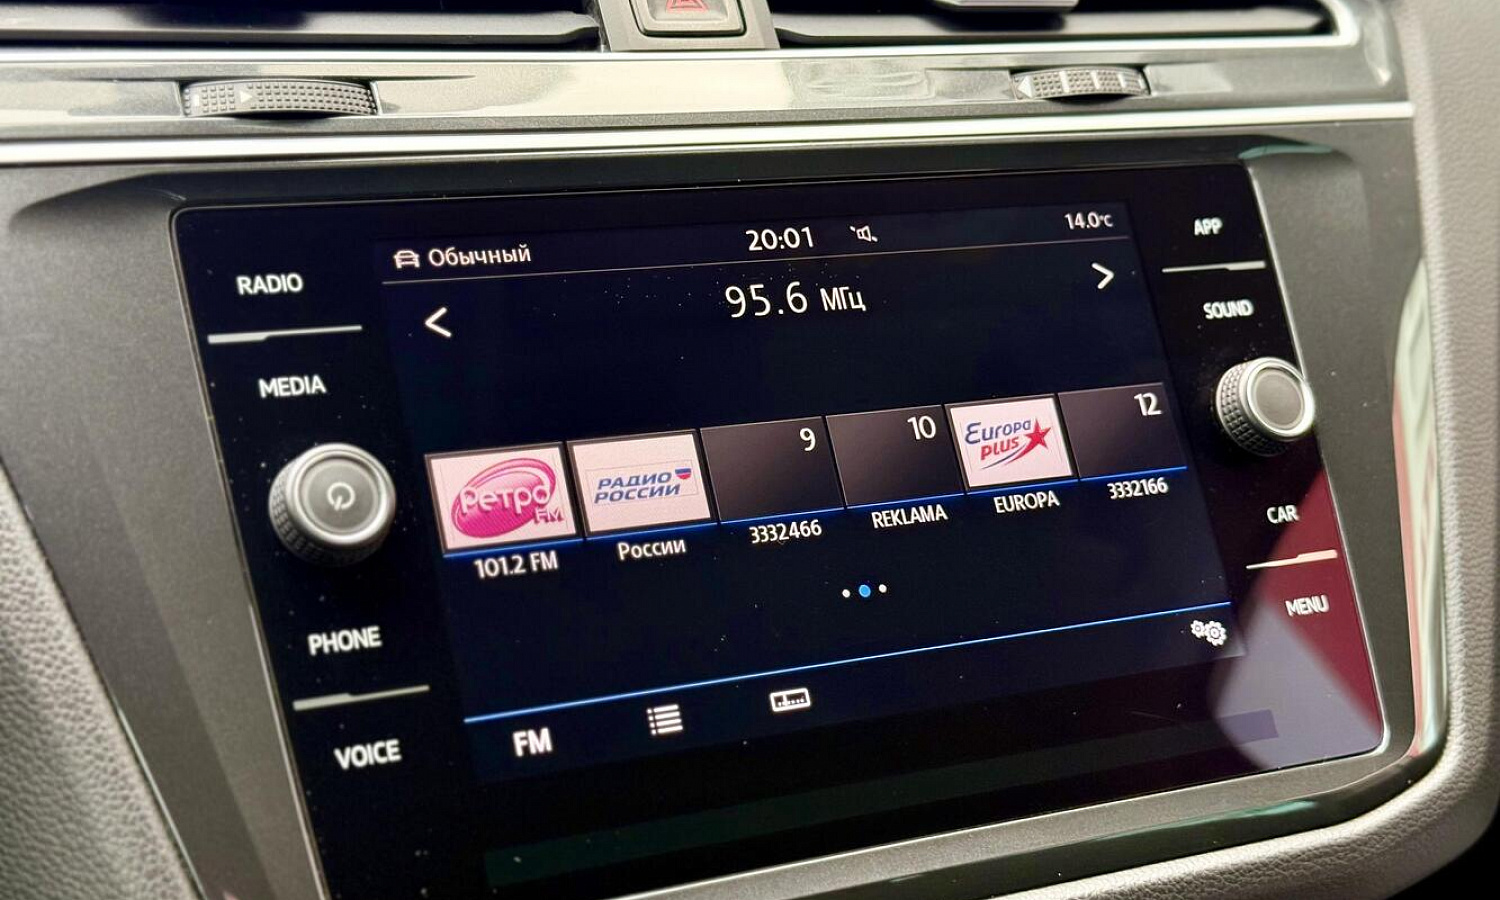 RADIO
MEDIA
PHONE
VOICE
Обычный
20:01
14.0°C
95.6 МГц
Ретро FM
101.2 FM
РАДИО
РОССИИ
России
9
3332466
10
REKLAMA
Europa
plus
EUROPA
12
3332166
FM
APP
SOUND
CAR
MENU